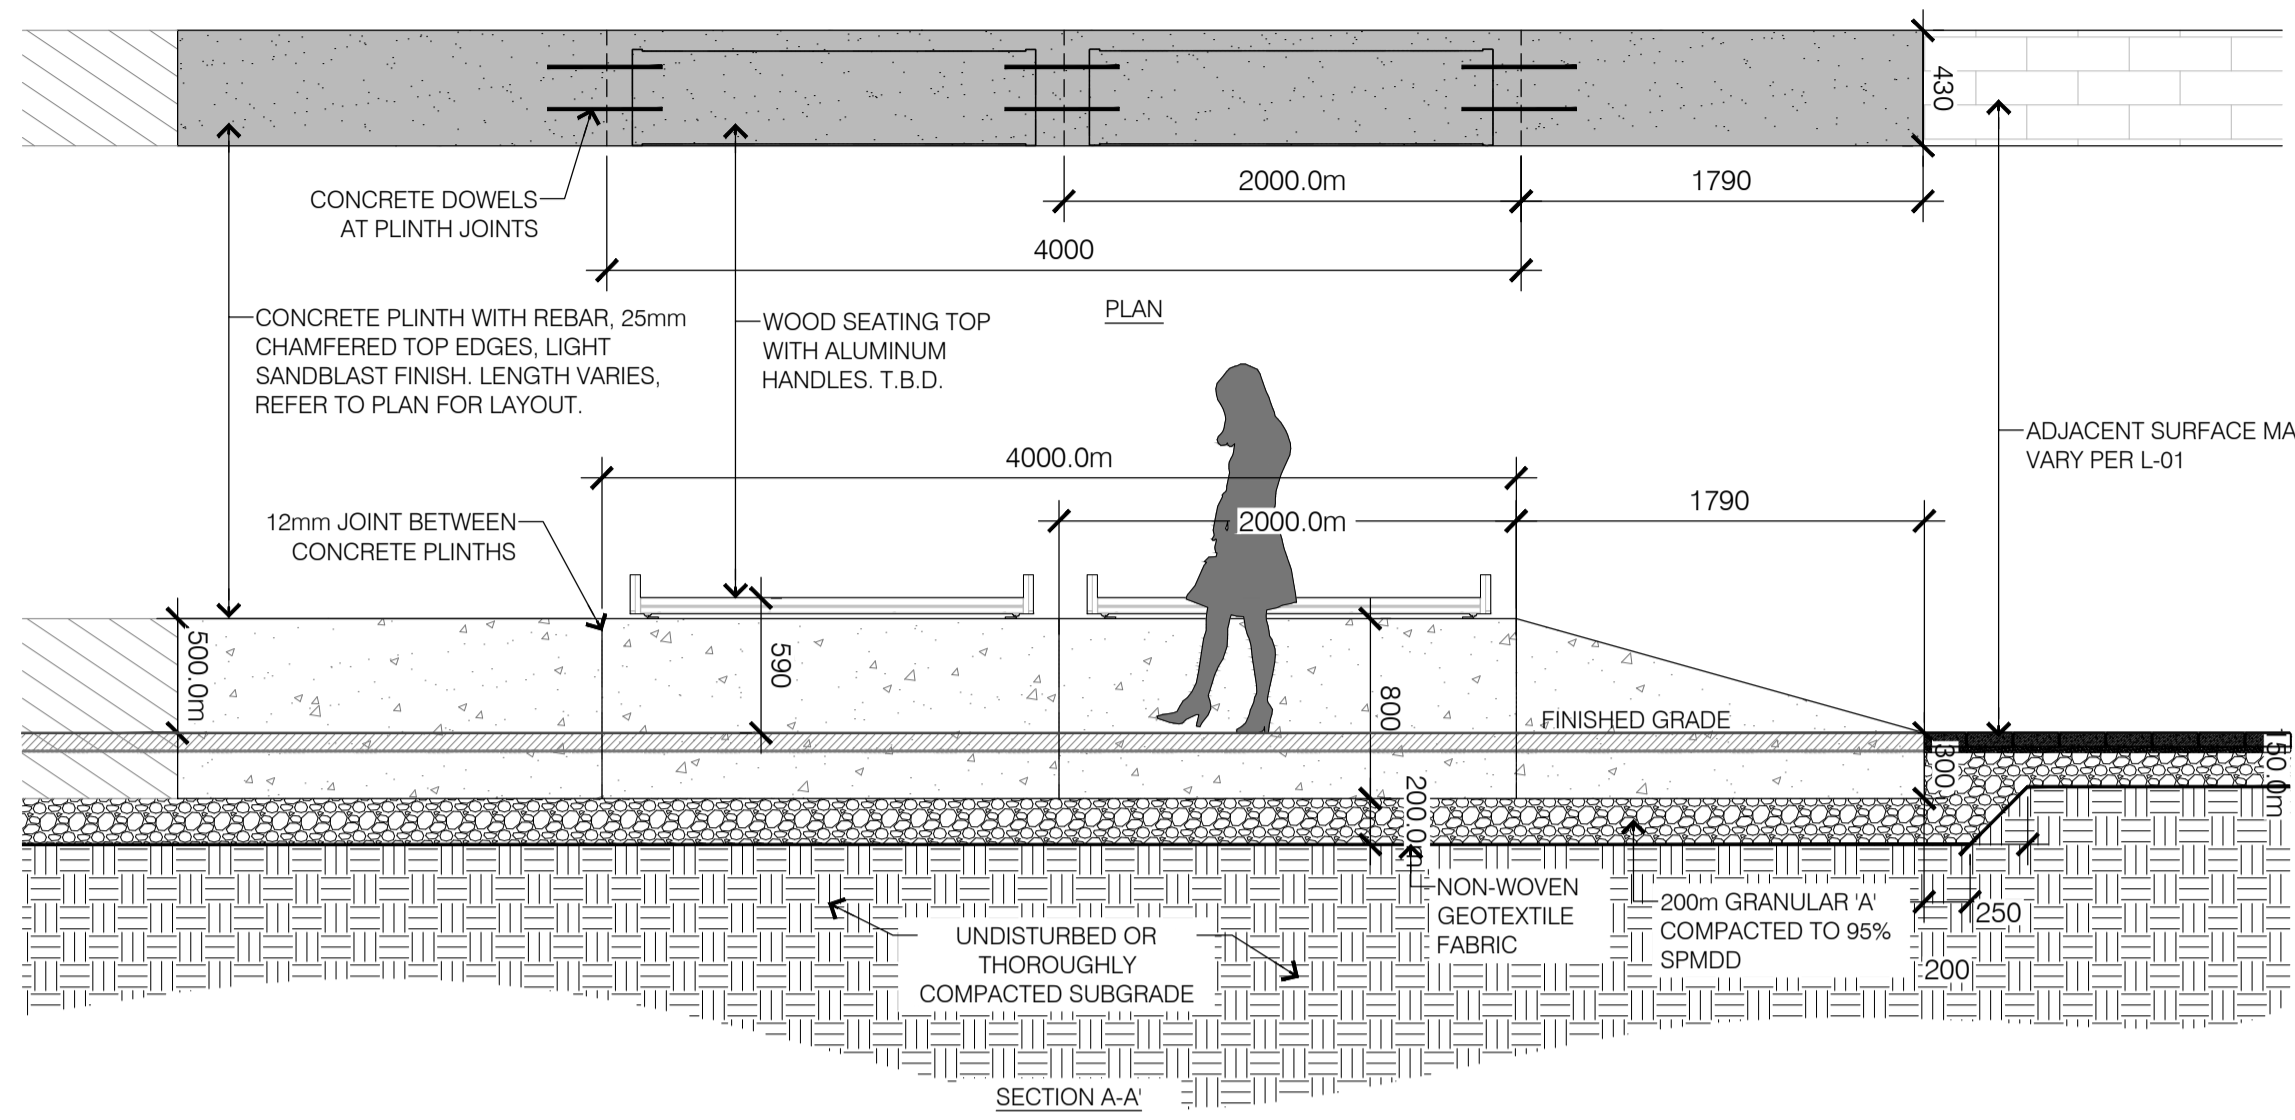 430
2000.0m
1790
CONCRETE DOWELS
AT PLINTH JOINTS
4000
PLAN
CONCRETE PLINTH WITH REBAR, 25mm
CHAMFERED TOP EDGES, LIGHT
SANDBLAST FINISH. LENGTH VARIES,
REFER TO PLAN FOR LAYOUT.
WOOD SEATING TOP
WITH ALUMINUM
HANDLES. T.B.D.
ADJACENT SURFACE MA
VARY PER L-01
4000.0m
1790
2000.0m
12mm JOINT BETWEEN
CONCRETE PLINTHS
500.0m
590
800
FINISHED GRADE
300
150.0m
200.0m
NON-WOVEN
GEOTEXTILE
FABRIC
200m GRANULAR 'A'
COMPACTED TO 95%
SPMDD
250
200
UNDISTURBED OR
THOROUGHLY
COMPACTED SUBGRADE
SECTION A-A'